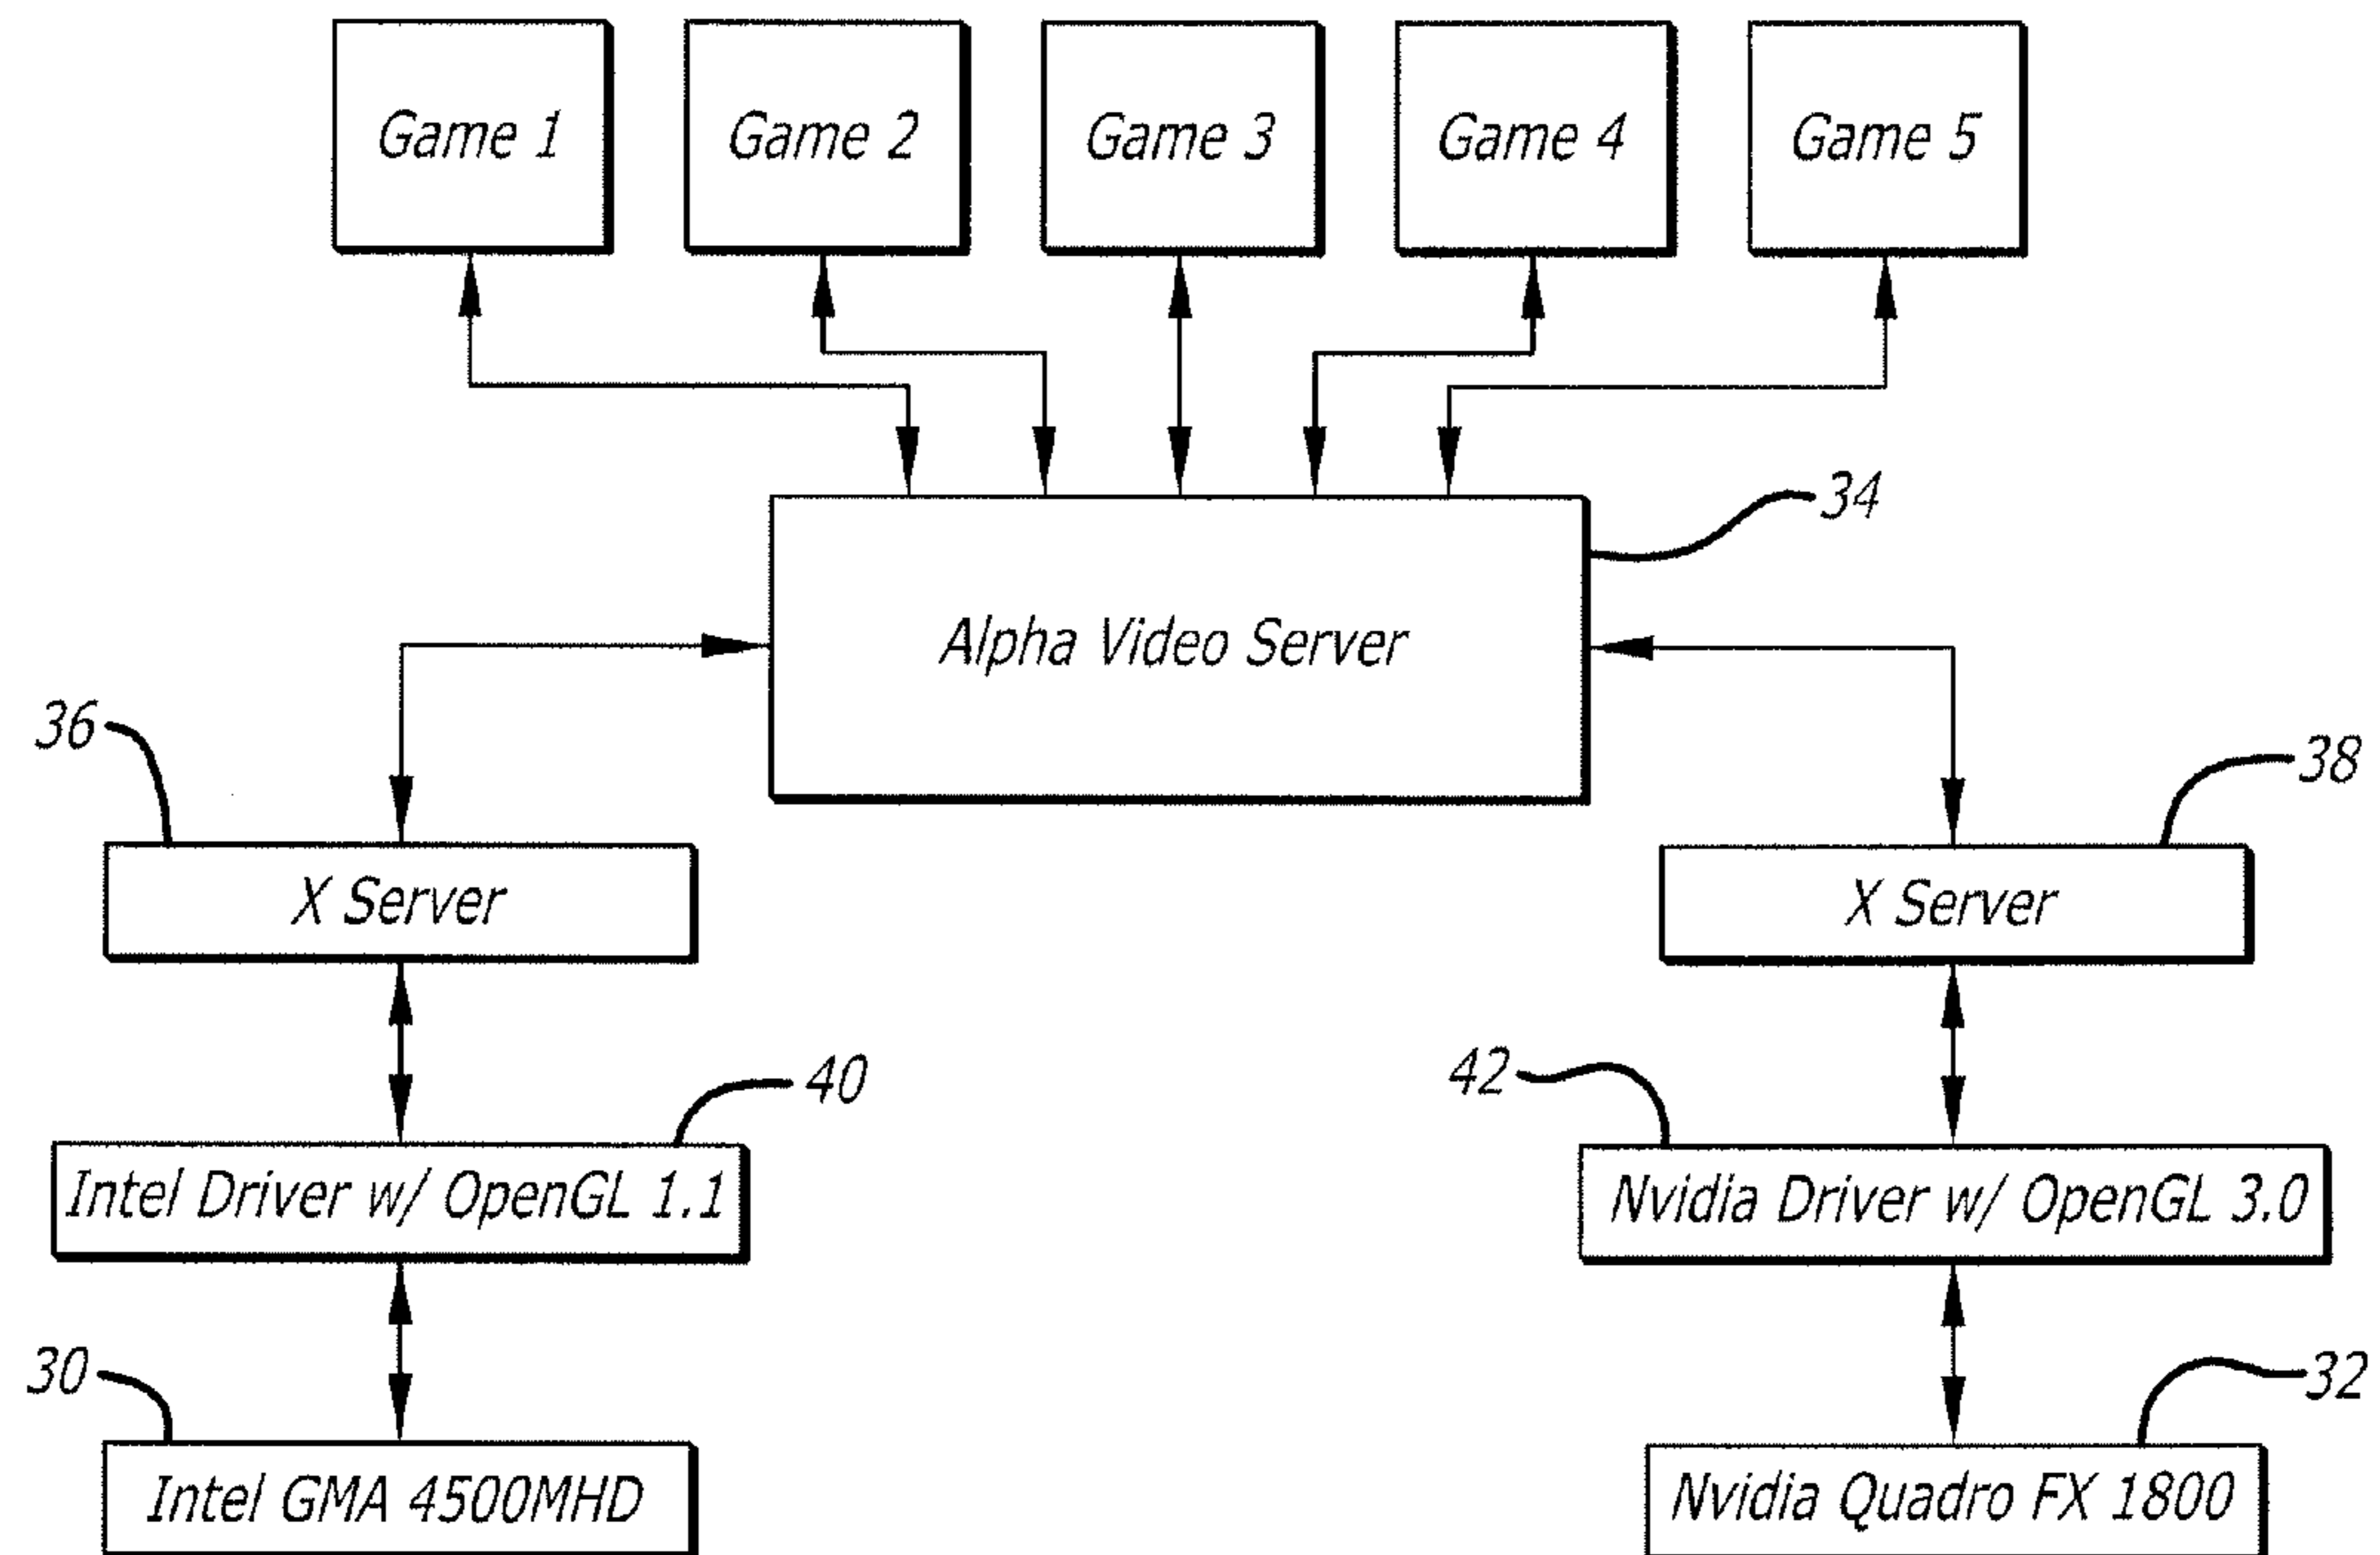 Game 1
Game 2
Game 3
Game 4
Game 5
34
Alpha Video Server
36
38
X Server
X Server
40
42
Intel Driver w/ OpenGL 1.1
Nvidia Driver w/ OpenGL 3.0
30
32
Intel GMA 4500MHD
Nvidia Quadro FX 1800